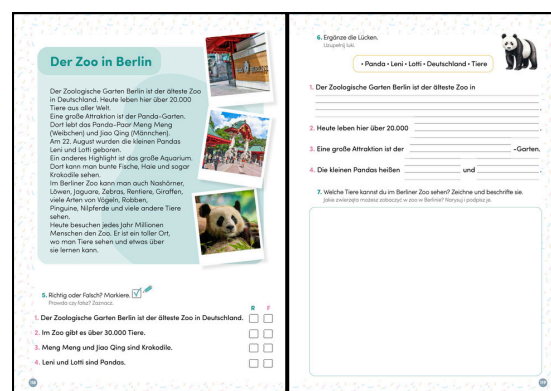 Der Zoo in Berlin
Der Zoologische Garten Berlin ist der älteste Zoo
in Deutschland. Heute leben hier über 20.000
Tiere aus aller Welt.
Eine große Attraktion ist der Panda-Garten.
Dort lebt das Panda-Paar Meng Meng
(Weibchen) und Jiao Qing (Männchen).
Am 22. August wurden die kleinen Pandas
Leni und Lotti geboren.
Ein anderes Highlight ist das große Aquarium.
Dort kann man bunte Fische, Haie und sogar
Krokodile sehen.
Im Berliner Zoo kann man auch Nashörner,
Löwen, Jaguare, Zebras, Rentiere, Giraffen,
viele Arten von Vögeln, Robben,
Pinguine, Nilpferde und viele andere Tiere
sehen.
Heute besuchen jedes Jahr Millionen
Menschen den Zoo. Er ist ein toller Ort,
wo man Tiere sehen und etwas über
sie lernen kann.
5. Richtig oder Falsch? Markiere.
Prawda czy fałsz? Zaznacz.
R F
1. Der Zoologische Garten Berlin ist der älteste Zoo in Deutschland.
2. Im Zoo gibt es über 30.000 Tiere.
3. Meng Meng und Jiao Qing sind Krokodile.
4. Leni und Lotti sind Pandas.
6. Ergänze die Lücken.
Uzupełnij luki.
• Panda • Leni • Lotti • Deutschland • Tiere
1. Der Zoologische Garten Berlin ist der älteste Zoo in
.
2. Heute leben hier über 20.000 .
3. Eine große Attraktion ist der -Garten.
4. Die kleinen Pandas heißen und .
7. Welche Tiere kannst du im Berliner Zoo sehen? Zeichne und beschrifte sie.
Jakie zwierzęta możesz zobaczyć w zoo w Berlinie? Narysuj i podpisz je.